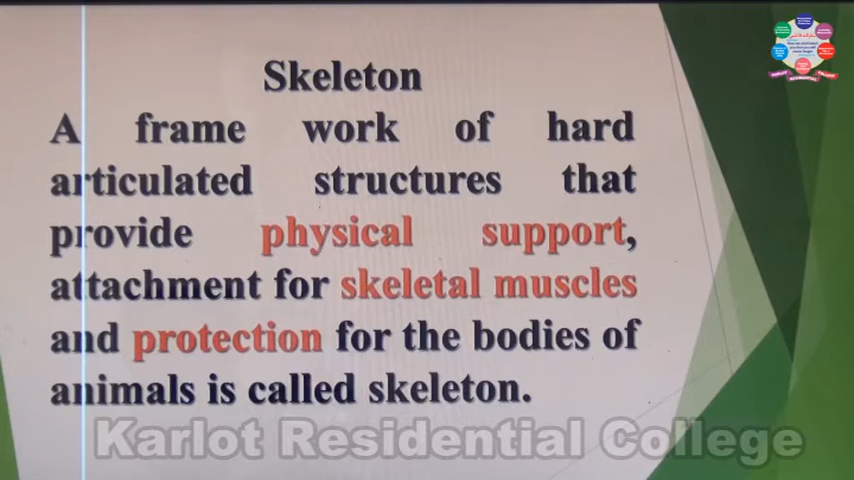 Skeleton
A frame work of hard
articulated structures that
provide physical support,
attachment for skeletal muscles
and protection for the bodies of
animals is called skeleton.
Karlot Residential College